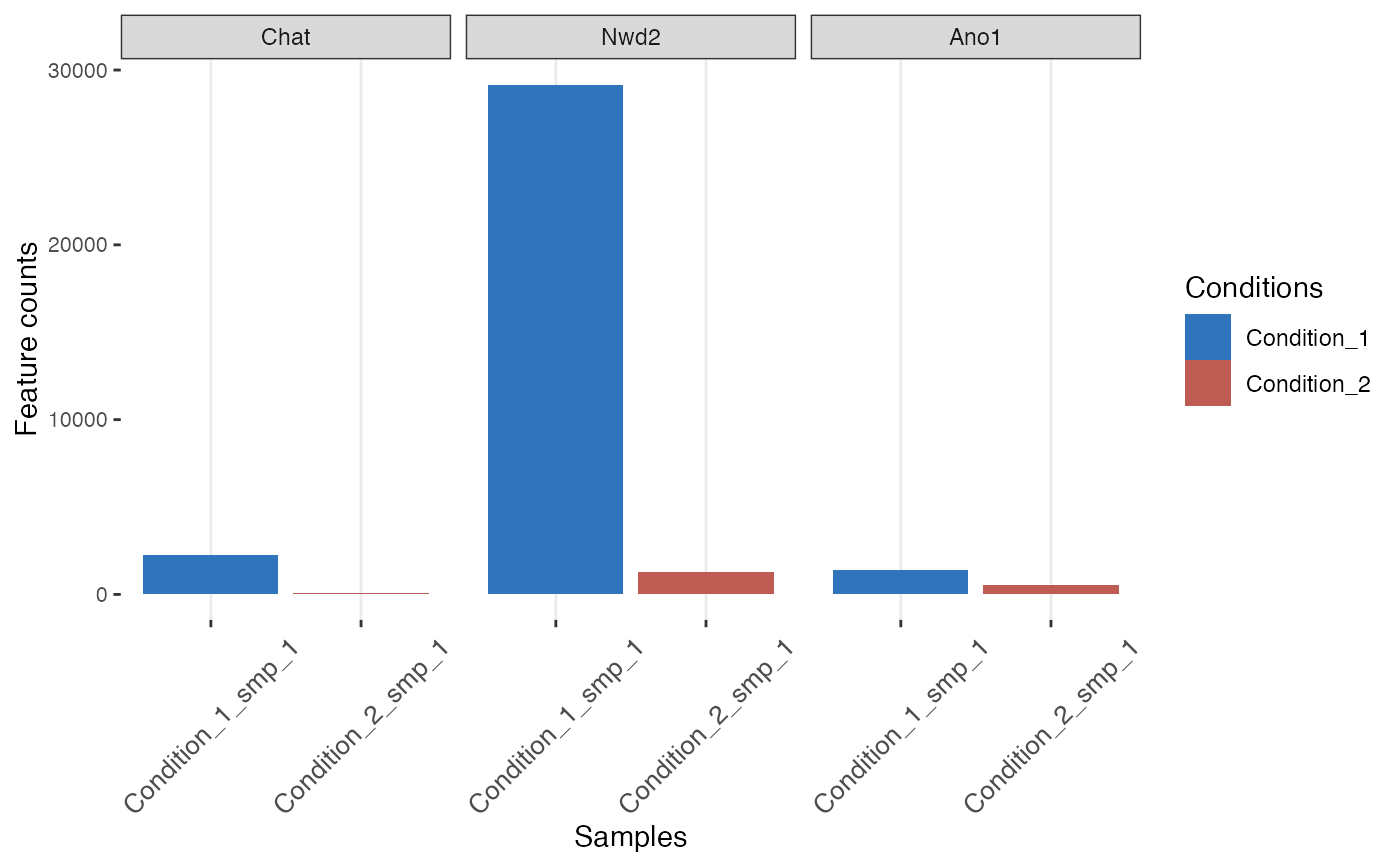 Chat
Nwd2
Ano1
Feature counts
30000
20000
10000
0
Condition_1_smp_1
Condition_2_smp_1
Condition_1_smp_1
Condition_2_smp_1
Condition_1_smp_1
Condition_2_smp_1
Samples
Conditions
Condition_1
Condition_2